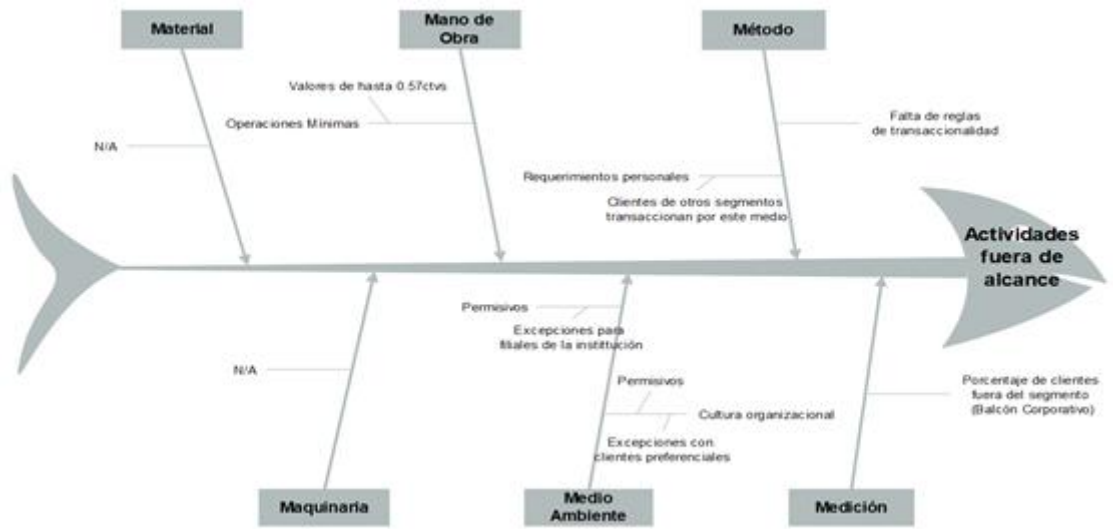 Material
Mano de
Obra
Método
Valores de hasta 0.57ctvs
Operaciones Mínimas
N/A
Falta de reglas
de transaccionalidad
Requerimientos personales
Clientes de otros segmentos
transaccionan por este medio
Actividades
fuera de
alcance
Permisivos
Excepciones para
filiales de la instittución
N/A
Permisivos
Cultura organizacional
Excepciones con
clientes preferenciales
Porcentaje de clientes
fuera del segmento
(Balcón Corporativo)
Maquinaria
Medio
Ambiente
Medición